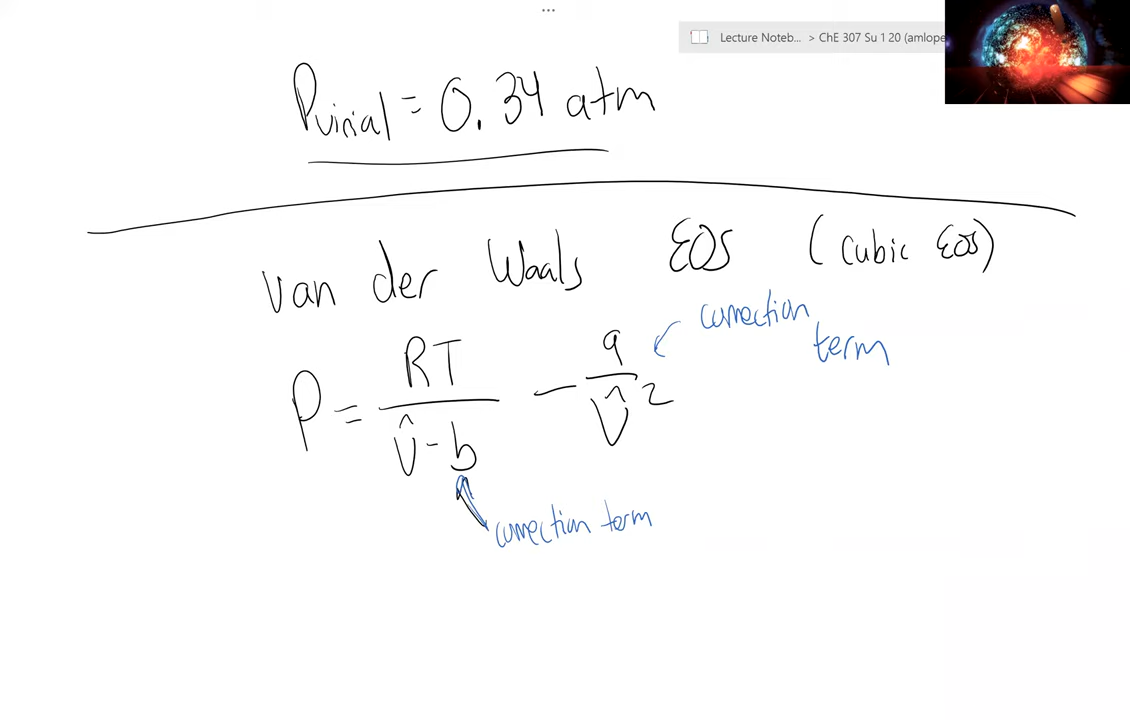 ...
Lecture Noteb... > ChE 307 Su 1 20 (amlope
Pvirial = 0.34 atm
van der Waals EOS (cubic EOS)
P = RT / (V̂ - b) - a / V̂²
correction term
correction term